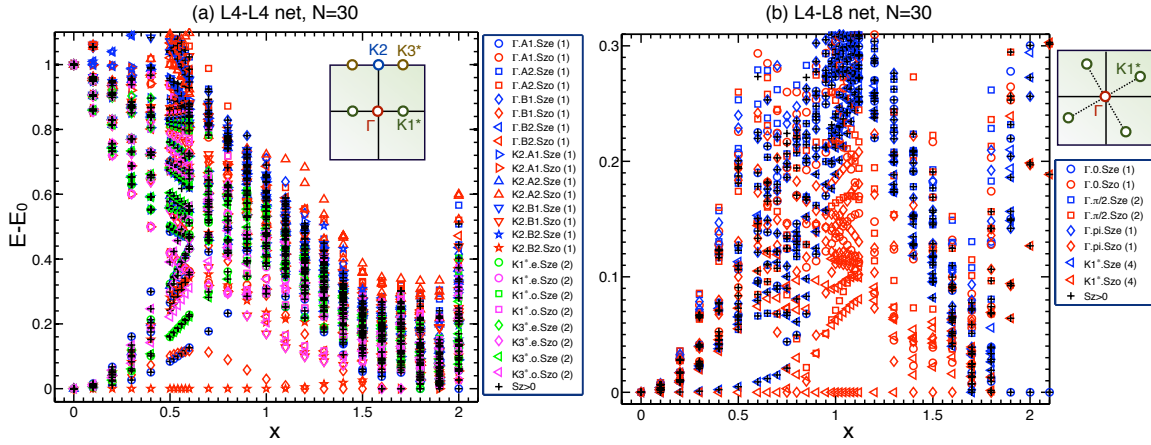 (a) L4-L4 net, N=30
E-E0
1
0.8
0.6
0.4
0.2
0
0
0.5
1
1.5
2
x
K2
K3*
Γ
K1*
Γ.A1.Sze (1)
Γ.A1.Szo (1)
Γ.A2.Sze (1)
Γ.A2.Szo (1)
Γ.B1.Sze (1)
Γ.B1.Szo (1)
Γ.B2.Sze (1)
Γ.B2.Szo (1)
K2.A1.Sze (1)
K2.A1.Szo (1)
K2.A2.Sze (1)
K2.A2.Szo (1)
K2.B1.Sze (1)
K2.B1.Szo (1)
K2.B2.Sze (1)
K2.B2.Szo (1)
K1*.e.Sze (2)
K1*.e.Szo (2)
K1*.o.Sze (2)
K1*.o.Szo (2)
K3*.e.Sze (2)
K3*.e.Szo (2)
K3*.o.Sze (2)
K3*.o.Szo (2)
Sz>0
(b) L4-L8 net, N=30
0.3
0.2
0.1
0
0
0.5
1
1.5
2
x
K1*
Γ
Γ.0.Sze (1)
Γ.0.Szo (1)
Γ.π/2.Sze (2)
Γ.π/2.Szo (2)
Γ.pi.Sze (1)
Γ.pi.Szo (1)
K1*.Sze (4)
K1*.Szo (4)
Sz>0